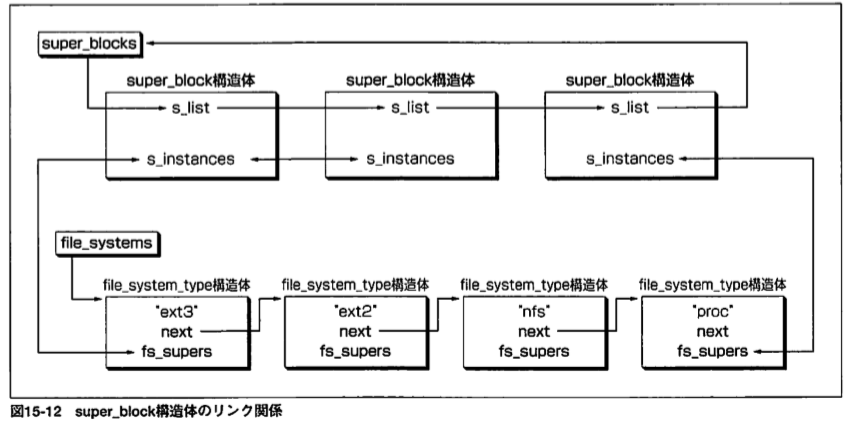 super_blocks
super_block構造体 super_block構造体 super_block構造体
s_list s_list s_list
s_instances s_instances s_instances
file_systems
file_system_type構造体 file_system_type構造体 file_system_type構造体 file_system_type構造体
"ext3" "ext2" "nfs" "proc"
next next next next
fs_supers fs_supers fs_supers fs_supers
図15-12 super_block構造体のリンク関係